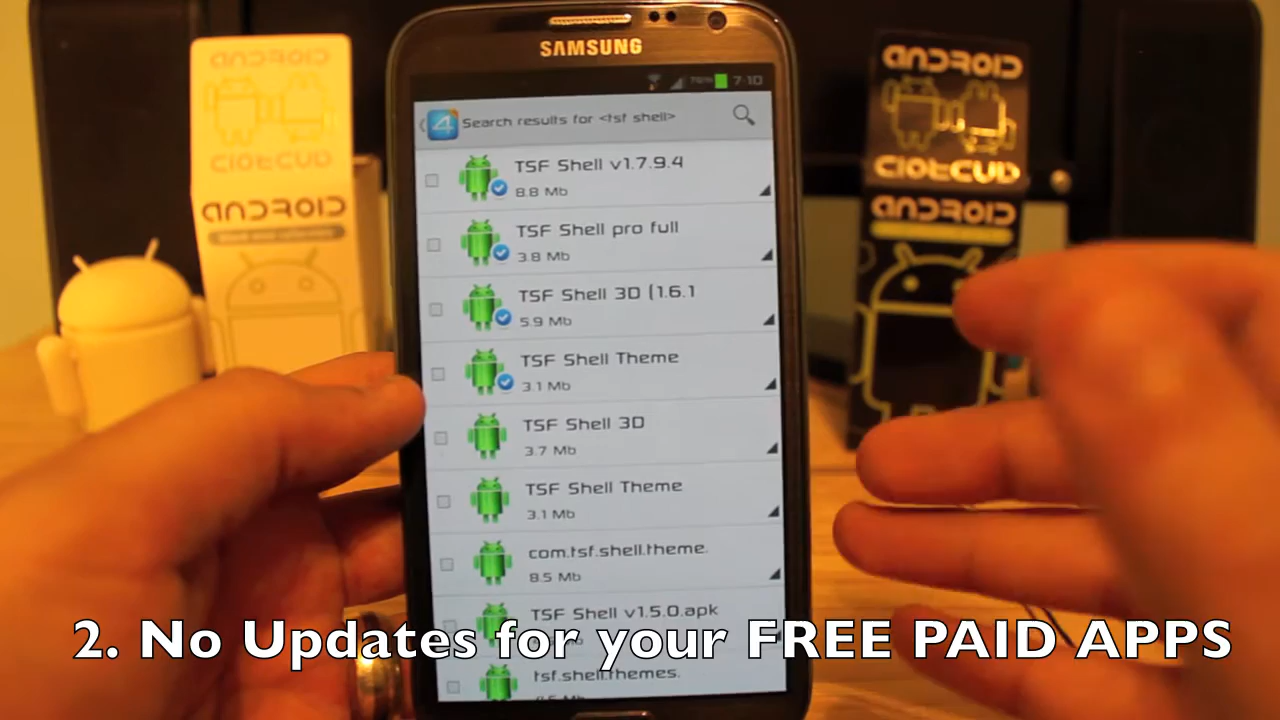 SAMSUNG
7:10
Search results for <tsf shell>
TSF Shell v1.7.9.4
8.8 Mb
TSF Shell pro full
3.8 Mb
TSF Shell 3D (1.6.1
5.9 Mb
TSF Shell Theme
3.1 Mb
TSF Shell 3D
3.7 Mb
TSF Shell Theme
3.1 Mb
com.tsf.shell.theme.
8.5 Mb
TSF Shell v1.5.0.apk
tsf.shell.themes.
ANDROID
ANDROID
ANDROID
ANDROID
2. No Updates for your FREE PAID APPS